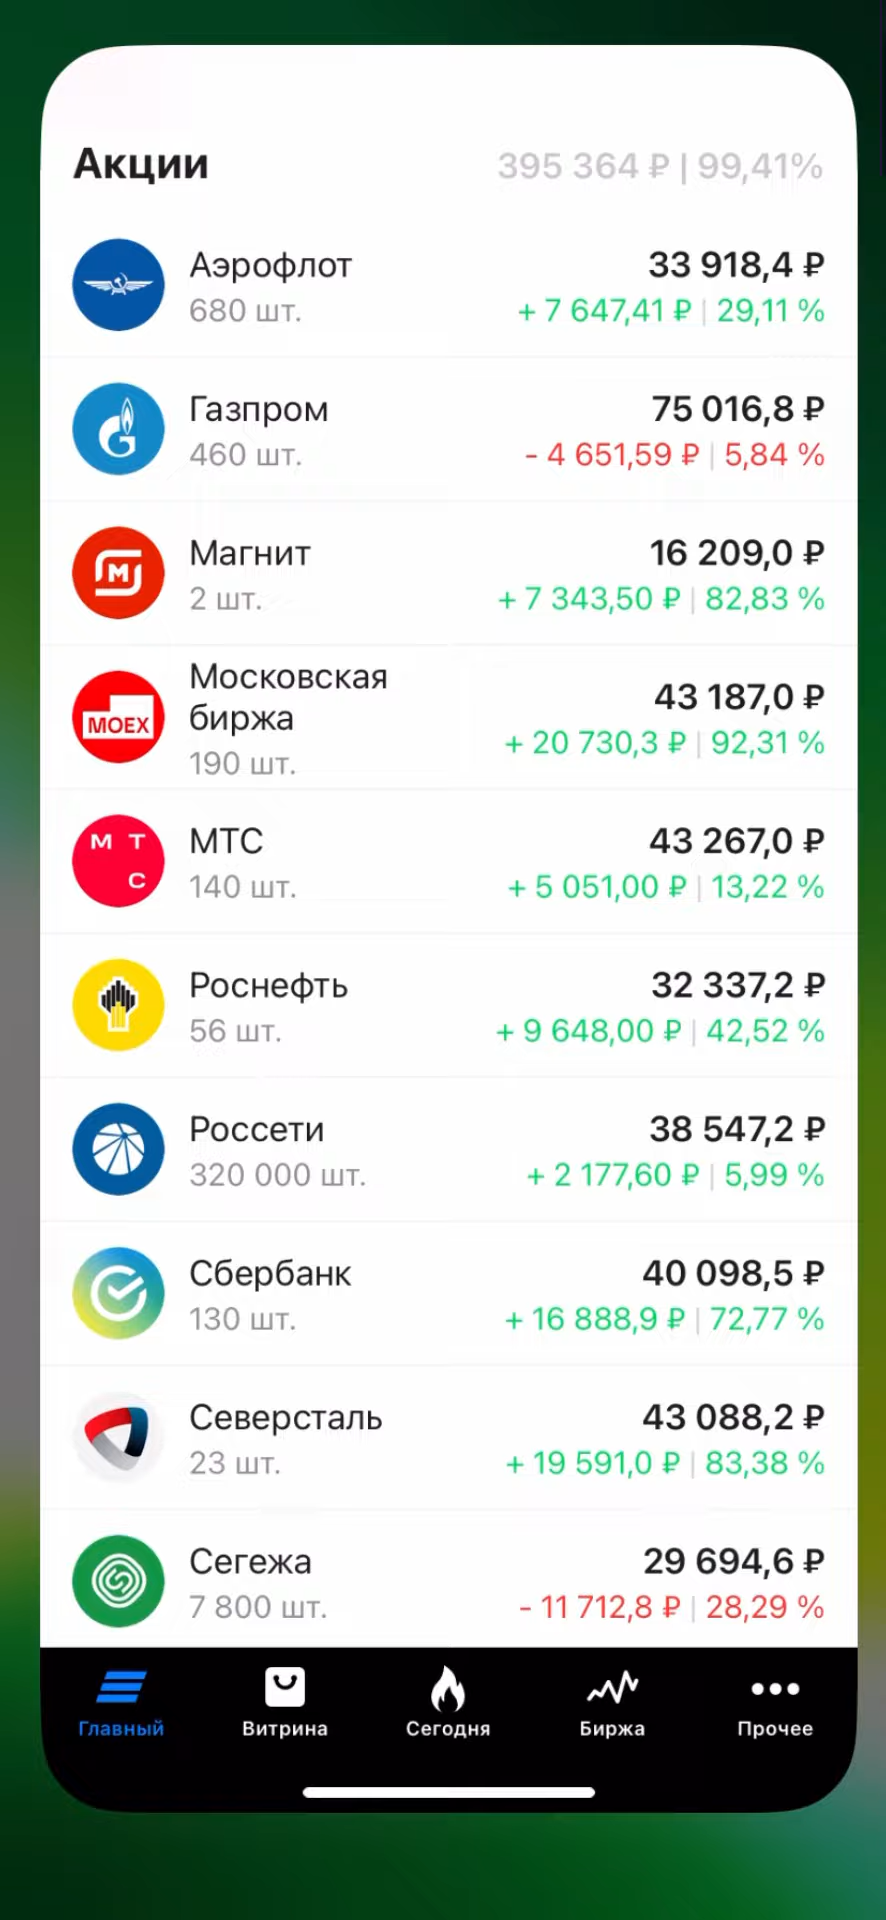 Акции 395 364 ₽ | 99,41%
Аэрофлот 33 918,4 ₽
680 шт. + 7 647,41 ₽ | 29,11 %
Газпром 75 016,8 ₽
460 шт. - 4 651,59 ₽ | 5,84 %
Магнит 16 209,0 ₽
2 шт. + 7 343,50 ₽ | 82,83 %
Московская
биржа 43 187,0 ₽
190 шт. + 20 730,3 ₽ | 92,31 %
MOEX
МТС 43 267,0 ₽
140 шт. + 5 051,00 ₽ | 13,22 %
М Т
С
Роснефть 32 337,2 ₽
56 шт. + 9 648,00 ₽ | 42,52 %
Россети 38 547,2 ₽
320 000 шт. + 2 177,60 ₽ | 5,99 %
Сбербанк 40 098,5 ₽
130 шт. + 16 888,9 ₽ | 72,77 %
Северсталь 43 088,2 ₽
23 шт. + 19 591,0 ₽ | 83,38 %
Сегежа 29 694,6 ₽
7 800 шт. - 11 712,8 ₽ | 28,29 %
Главный Витрина Сегодня Биржа Прочее